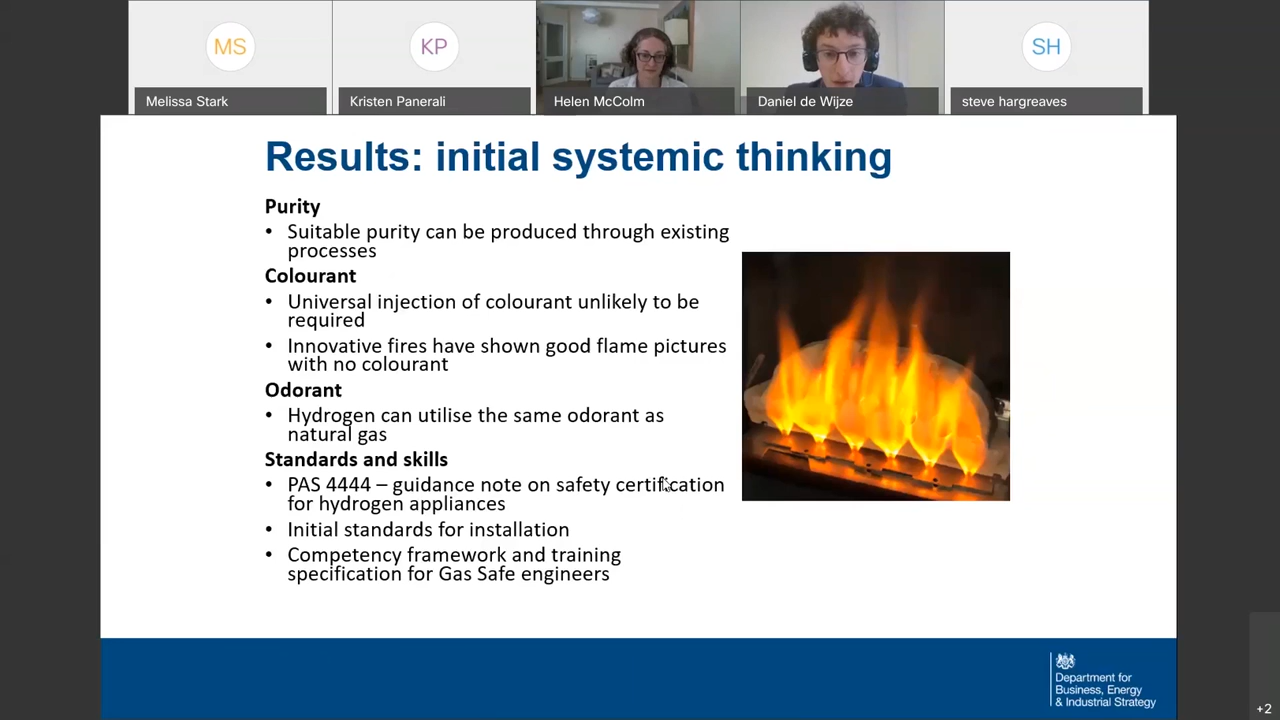 MS
KP
SH
Melissa Stark
Kristen Panerali
Helen McColm
Daniel de Wijze
steve hargreaves
Results: initial systemic thinking
Purity
• Suitable purity can be produced through existing
processes
Colourant
• Universal injection of colourant unlikely to be
required
• Innovative fires have shown good flame pictures
with no colourant
Odorant
• Hydrogen can utilise the same odorant as
natural gas
Standards and skills
• PAS 4444 – guidance note on safety certification
for hydrogen appliances
• Initial standards for installation
• Competency framework and training
specification for Gas Safe engineers
Department for
Business, Energy
& Industrial Strategy
+2